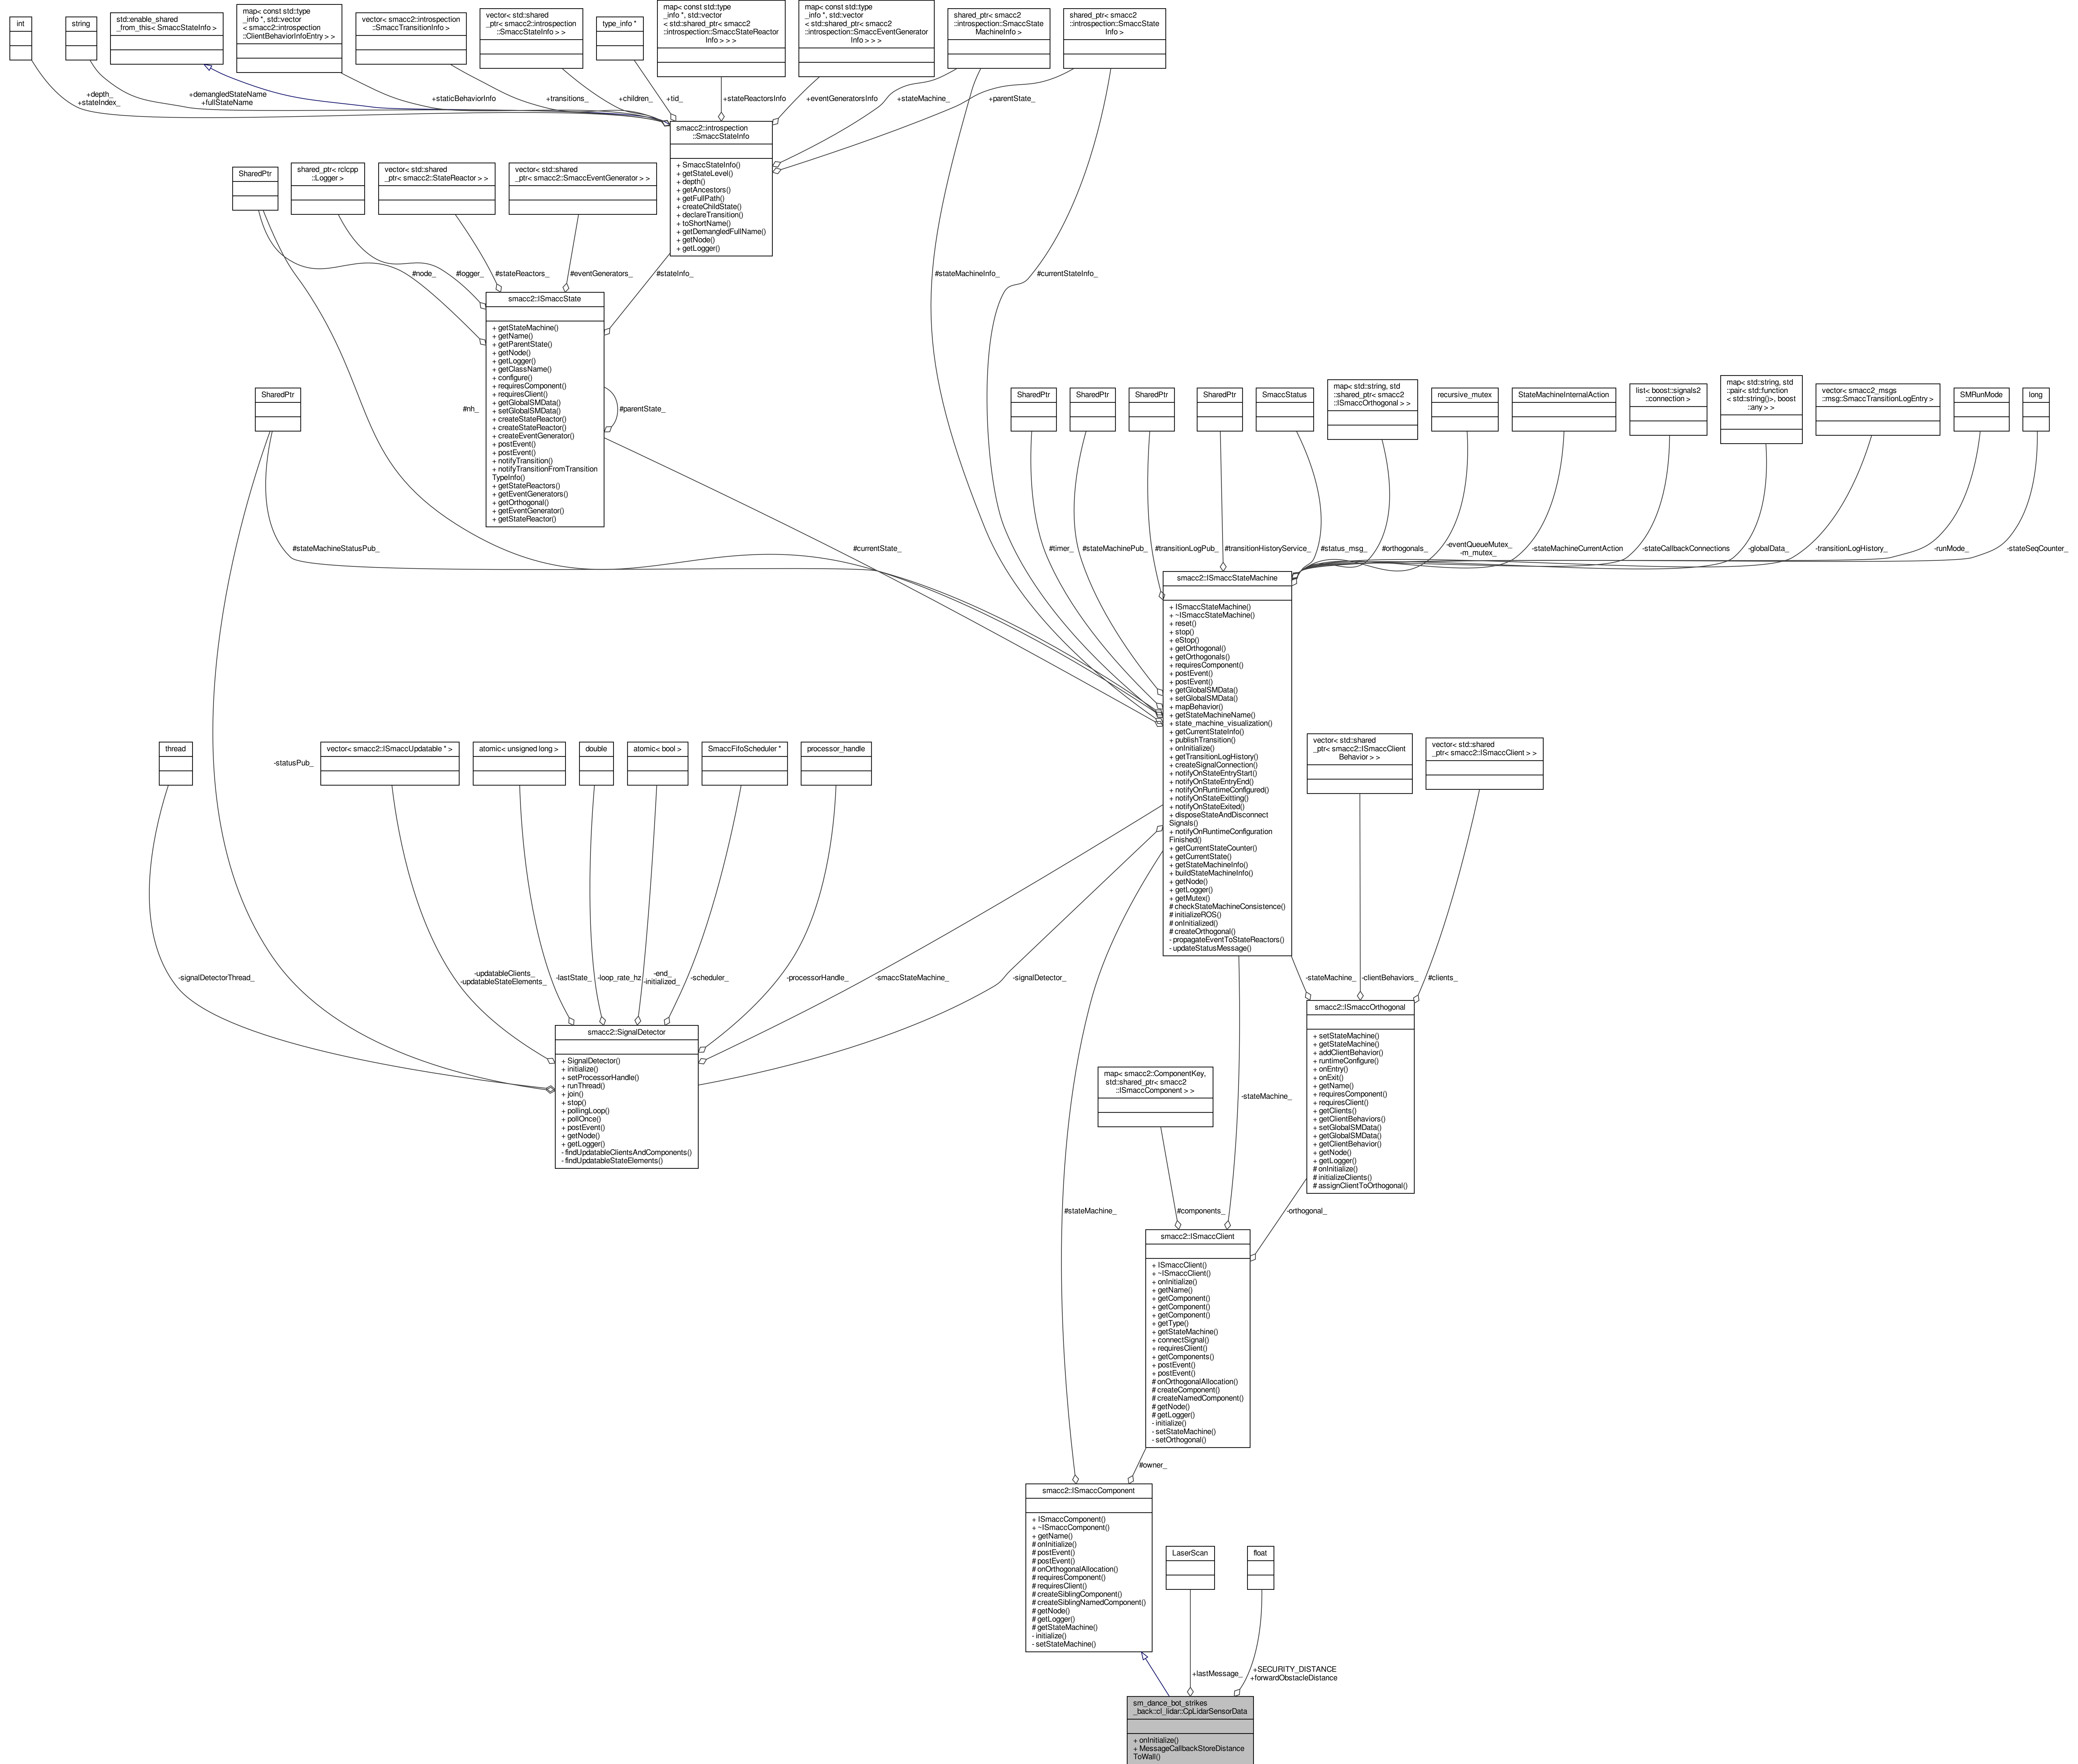 int
string
std::enable_shared
_from_this< SmaccStateInfo >
map< const std::type
_info *, std::vector
< smacc2::introspection
::ClientBehaviorInfoEntry > >
vector< smacc2::introspection
::SmaccTransitionInfo >
vector< std::shared
_ptr< smacc2::introspection
::SmaccStateInfo > >
type_info *
map< const std::type
_info *, std::vector
< std::shared_ptr< smacc2
::introspection::SmaccStateReactor
Info > > >
map< const std::type
_info *, std::vector
< std::shared_ptr< smacc2
::introspection::SmaccEventGenerator
Info > > >
shared_ptr< smacc2
::introspection::SmaccState
MachineInfo >
shared_ptr< smacc2
::introspection::SmaccState
Info >
+depth_
+stateIndex_
+demangledStateName
+fullStateName
+staticBehaviorInfo
+transitions_
+children_
+tid_
+stateReactorsInfo
+eventGeneratorsInfo
+stateMachine_
+parentState_
smacc2::introspection
::SmaccStateInfo
+ SmaccStateInfo()
+ getStateLevel()
+ depth()
+ getAncestors()
+ getFullPath()
+ createChildState()
+ declareTransition()
+ toShortName()
+ getDemangledFullName()
+ getNode()
+ getLogger()
SharedPtr
shared_ptr< rclcpp
::Logger >
vector< std::shared
_ptr< smacc2::StateReactor > >
vector< std::shared
_ptr< smacc2::SmaccEventGenerator > >
#node_
#logger_
#stateReactors_
#eventGenerators_
#stateInfo_
#stateMachineInfo_
#currentStateInfo_
smacc2::ISmaccState
+ getStateMachine()
+ getName()
+ getParentState()
+ getNode()
+ getLogger()
+ getClassName()
+ configure()
+ requiresComponent()
+ requiresClient()
+ getGlobalSMData()
+ setGlobalSMData()
+ createStateReactor()
+ createStateReactor()
+ createEventGenerator()
+ postEvent()
+ postEvent()
+ notifyTransition()
+ notifyTransitionFromTransition
TypeInfo()
+ getStateReactors()
+ getEventGenerators()
+ getOrthogonal()
+ getEventGenerator()
+ getStateReactor()
#nh_
#parentState_
SharedPtr
SharedPtr
SharedPtr
SharedPtr
SharedPtr
SmaccStatus
map< std::string, std
::shared_ptr< smacc2
::ISmaccOrthogonal > >
recursive_mutex
StateMachineInternalAction
list< boost::signals2
::connection >
map< std::string, std
::pair< std::function
< std::string()>, boost
::any > >
vector< smacc2_msgs
::msg::SmaccTransitionLogEntry >
SMRunMode
long
#stateMachineStatusPub_
#currentState_
#timer_
#stateMachinePub_
#transitionLogPub_
#transitionHistoryService_
#status_msg_
#orthogonals_
-eventQueueMutex_
-m_mutex_
-stateMachineCurrentAction
-stateCallbackConnections
-globalData_
-transitionLogHistory_
-runMode_
-stateSeqCounter_
smacc2::ISmaccStateMachine
+ ISmaccStateMachine()
+ ~ISmaccStateMachine()
+ reset()
+ stop()
+ eStop()
+ getOrthogonal()
+ getOrthogonals()
+ requiresComponent()
+ postEvent()
+ postEvent()
+ getGlobalSMData()
+ setGlobalSMData()
+ mapBehavior()
+ getStateMachineName()
+ state_machine_visualization()
+ getCurrentStateInfo()
+ publishTransition()
+ onInitialize()
+ getTransitionLogHistory()
+ createSignalConnection()
+ notifyOnStateEntryStart()
+ notifyOnStateEntryEnd()
+ notifyOnRuntimeConfigured()
+ notifyOnStateExitting()
+ notifyOnStateExited()
+ disposeStateAndDisconnect
Signals()
+ notifyOnRuntimeConfiguration
Finished()
+ getCurrentStateCounter()
+ getCurrentState()
+ getStateMachineInfo()
+ buildStateMachineInfo()
+ getNode()
+ getLogger()
+ getMutex()
# checkStateMachineConsistence()
# initializeROS()
# onInitialized()
# createOrthogonal()
- propagateEventToStateReactors()
- updateStatusMessage()
thread
-statusPub_
vector< smacc2::ISmaccUpdatable * >
atomic< unsigned long >
double
atomic< bool >
SmaccFifoScheduler *
processor_handle
vector< std::shared
_ptr< smacc2::ISmaccClient
Behavior > >
vector< std::shared
_ptr< smacc2::ISmaccClient > >
-signalDetectorThread_
-updatableClients_
-updatableStateElements_
-lastState_
-loop_rate_hz
-end_
-initialized_
-scheduler_
-processorHandle_
-smaccStateMachine_
-signalDetector_
-stateMachine_
-clientBehaviors_
#clients_
smacc2::SignalDetector
+ SignalDetector()
+ initialize()
+ setProcessorHandle()
+ runThread()
+ join()
+ stop()
+ pollingLoop()
+ pollOnce()
+ postEvent()
+ getNode()
+ getLogger()
- findUpdatableClientsAndComponents()
- findUpdatableStateElements()
smacc2::ISmaccOrthogonal
+ setStateMachine()
+ getStateMachine()
+ addClientBehavior()
+ runtimeConfigure()
+ onEntry()
+ onExit()
+ getName()
+ requiresComponent()
+ requiresClient()
+ getClients()
+ getClientBehaviors()
+ setGlobalSMData()
+ getGlobalSMData()
+ getClientBehavior()
+ getNode()
+ getLogger()
# onInitialize()
# initializeClients()
# assignClientToOrthogonal()
map< smacc2::ComponentKey,
std::shared_ptr< smacc2
::ISmaccComponent > >
-stateMachine_
#stateMachine_
#components_
-orthogonal_
smacc2::ISmaccClient
+ ISmaccClient()
+ ~ISmaccClient()
+ onInitialize()
+ getName()
+ getComponent()
+ getComponent()
+ getComponent()
+ getType()
+ getStateMachine()
+ connectSignal()
+ requiresClient()
+ getComponents()
+ postEvent()
+ postEvent()
# onOrthogonalAllocation()
# createComponent()
# createNamedComponent()
# getNode()
# getLogger()
- initialize()
- setStateMachine()
- setOrthogonal()
#owner_
smacc2::ISmaccComponent
+ ISmaccComponent()
+ ~ISmaccComponent()
+ getName()
# onInitialize()
# postEvent()
# postEvent()
# onOrthogonalAllocation()
# requiresComponent()
# requiresClient()
# createSiblingComponent()
# createSiblingNamedComponent()
# getNode()
# getLogger()
# getStateMachine()
- initialize()
- setStateMachine()
LaserScan
float
+lastMessage_
+SECURITY_DISTANCE
+forwardObstacleDistance
sm_dance_bot_strikes
_back::cl_lidar::CpLidarSensorData
+ onInitialize()
+ MessageCallbackStoreDistance
ToWall()